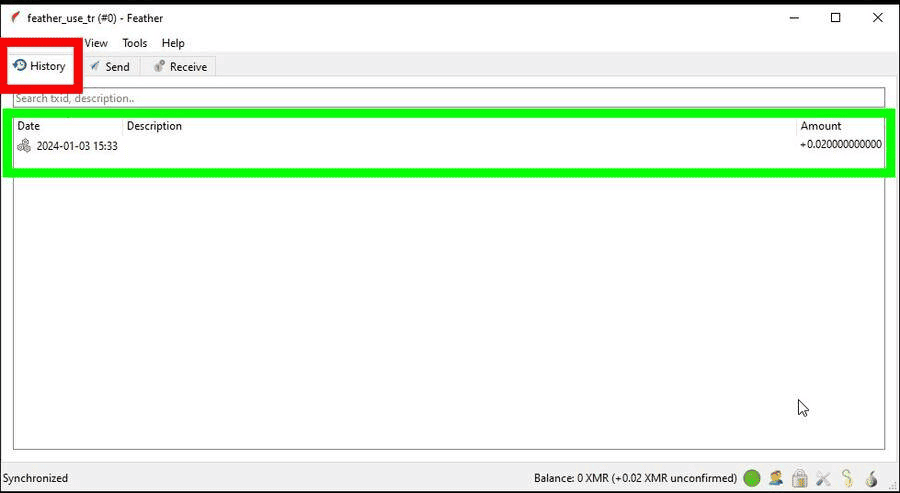 feather_use_tr (#0) - Feather
View Tools Help
History Send Receive
Search txid, description..
Date Description Amount
2024-01-03 15:33 +0.020000000000
Synchronized Balance: 0 XMR (+0.02 XMR unconfirmed)